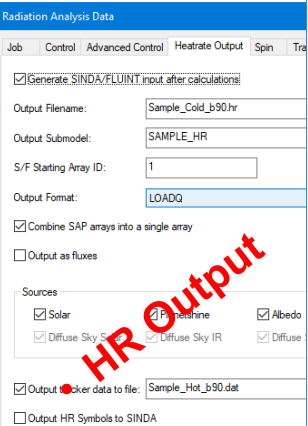 Radiation Analysis Data
Job Control Advanced Control Heatrate Output Spin
Generate SINDA/FLUINT input after calculations
Output Filename: Sample_Cold_b90.hr
Output Submodel: SAMPLE_HR
S/F Starting Array ID: 1
Output Format: LOADQ
Combine SAP arrays into a single array
Output as fluxes
Sources
Solar Planetshine Albedo
Diffuse Sky Solar Diffuse Sky IR Diffuse
Output tracker data to file: Sample_Hot_b90.dat
Output HR Symbols to SINDA
HR Output